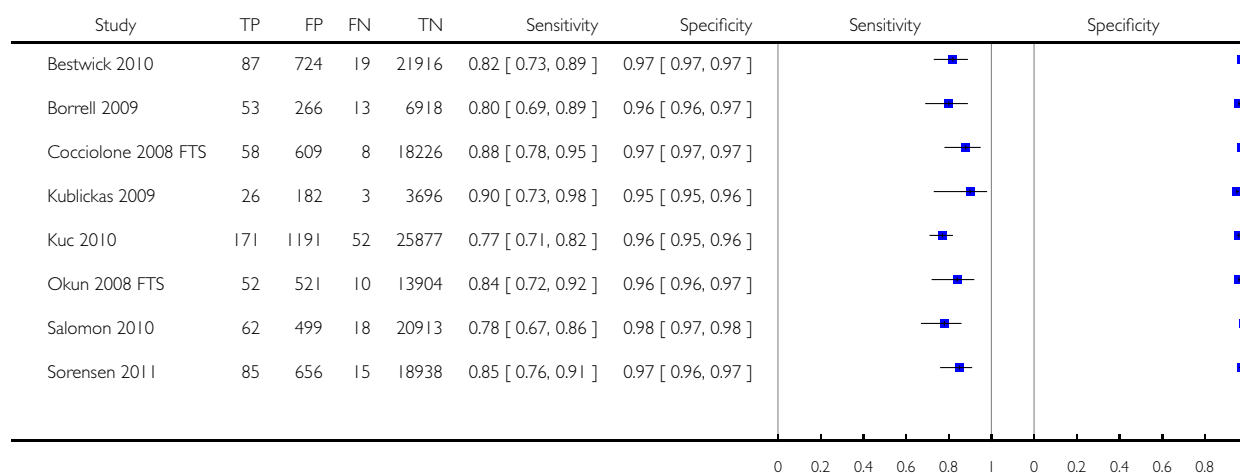 Study TP FP FN TN Sensitivity Specificity Sensitivity Specificity
Bestwick 2010 87 724 19 21916 0.82 [ 0.73, 0.89 ] 0.97 [ 0.97, 0.97 ]
Borrell 2009 53 266 13 6918 0.80 [ 0.69, 0.89 ] 0.96 [ 0.96, 0.97 ]
Cocciolone 2008 FTS 58 609 8 18226 0.88 [ 0.78, 0.95 ] 0.97 [ 0.97, 0.97 ]
Kublickas 2009 26 182 3 3696 0.90 [ 0.73, 0.98 ] 0.95 [ 0.95, 0.96 ]
Kuc 2010 171 1191 52 25877 0.77 [ 0.71, 0.82 ] 0.96 [ 0.95, 0.96 ]
Okun 2008 FTS 52 521 10 13904 0.84 [ 0.72, 0.92 ] 0.96 [ 0.96, 0.97 ]
Salomon 2010 62 499 18 20913 0.78 [ 0.67, 0.86 ] 0.98 [ 0.97, 0.98 ]
Sorensen 2011 85 656 15 18938 0.85 [ 0.76, 0.91 ] 0.97 [ 0.96, 0.97 ]
0 0.2 0.4 0.6 0.8 1 0 0.2 0.4 0.6 0.8